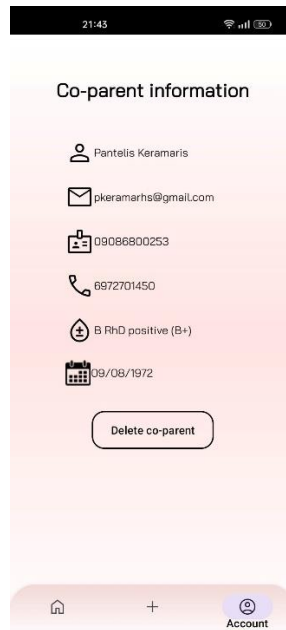 21:43
50
Co-parent information
Pantelis Keramaris
pkeramarhs@gmail.com
09086800253
6972701450
B RhD positive (B+)
09/08/1972
Delete co-parent
Account